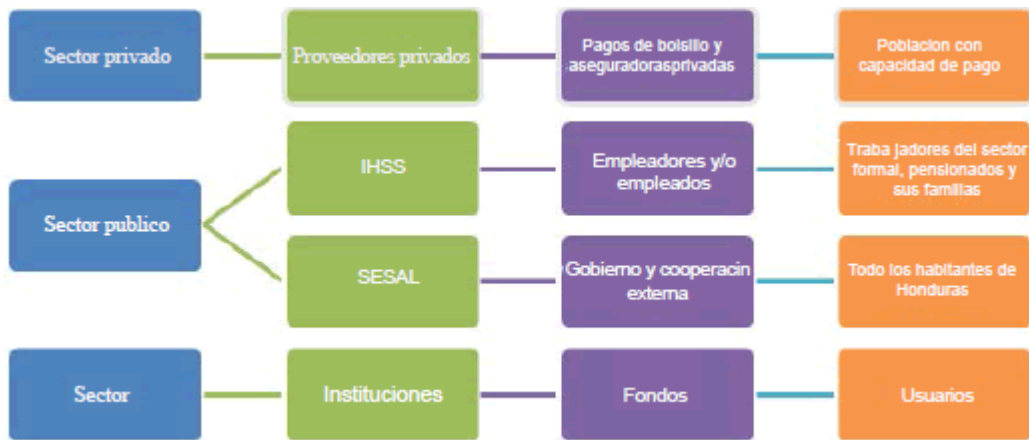 Sector privado
Proveedores privados
Pagos de bolsillo y
aseguradorasprivadas
Poblacion con
capacidad de pago
Sector publico
IHSS
Empleadores y/o
empleados
Traba jadores del sector
formal, pensionados y
sus familias
SESAL
Gobierno y cooperacin
externa
Todo los habitantes de
Honduras
Sector
Instituciones
Fondos
Usuarios